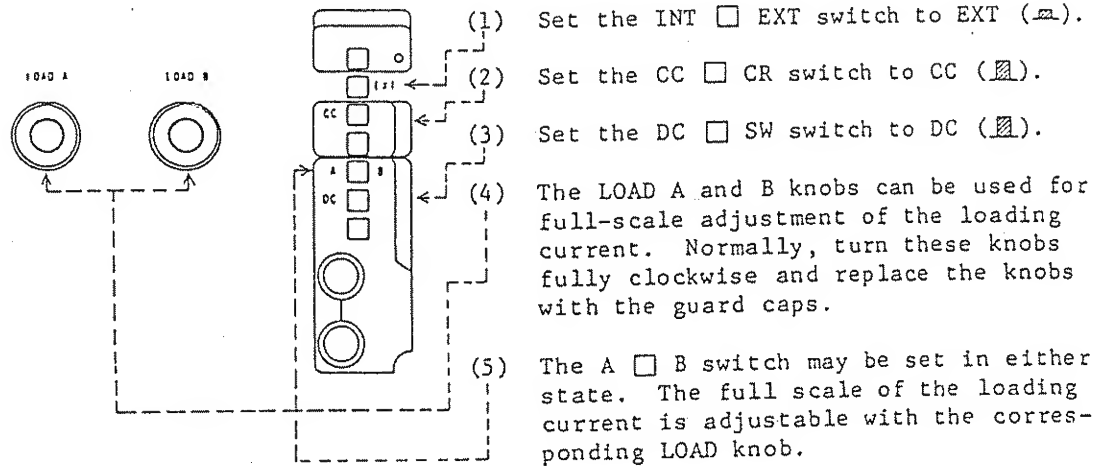 (1) Set the INT □ EXT switch to EXT ( ).
(2) Set the CC □ CR switch to CC ( ).
(3) Set the DC □ SW switch to DC ( ).
(4) The LOAD A and B knobs can be used for
full-scale adjustment of the loading
current. Normally, turn these knobs
fully clockwise and replace the knobs
with the guard caps.
(5) The A □ B switch may be set in either
state. The full scale of the loading
current is adjustable with the corres-
ponding LOAD knob.
LOAD A
LOAD B
EXT
CC
A B
DC